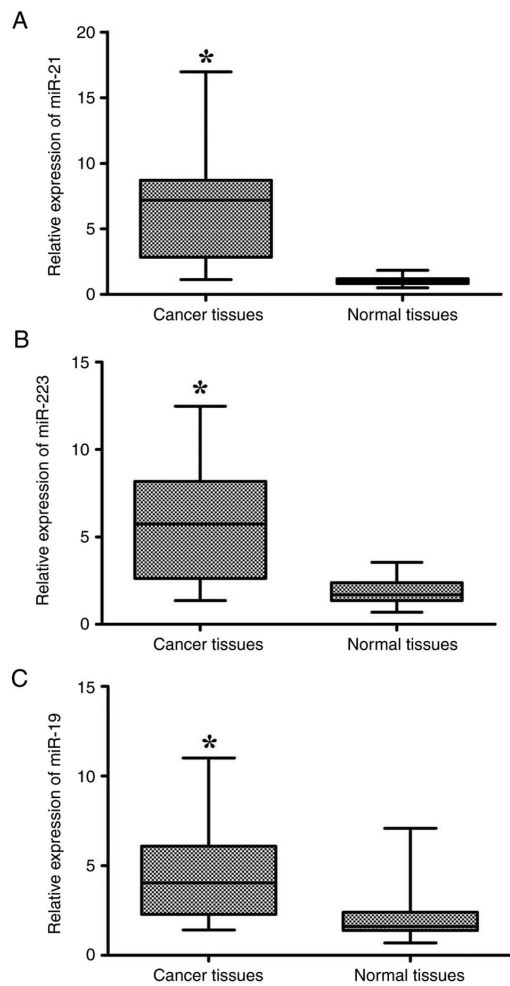 A
Relative expression of miR-21
20
15
10
5
0
*
Cancer tissues
Normal tissues
B
Relative expression of miR-223
15
10
5
0
*
Cancer tissues
Normal tissues
C
Relative expression of miR-19
15
10
5
0
*
Cancer tissues
Normal tissues